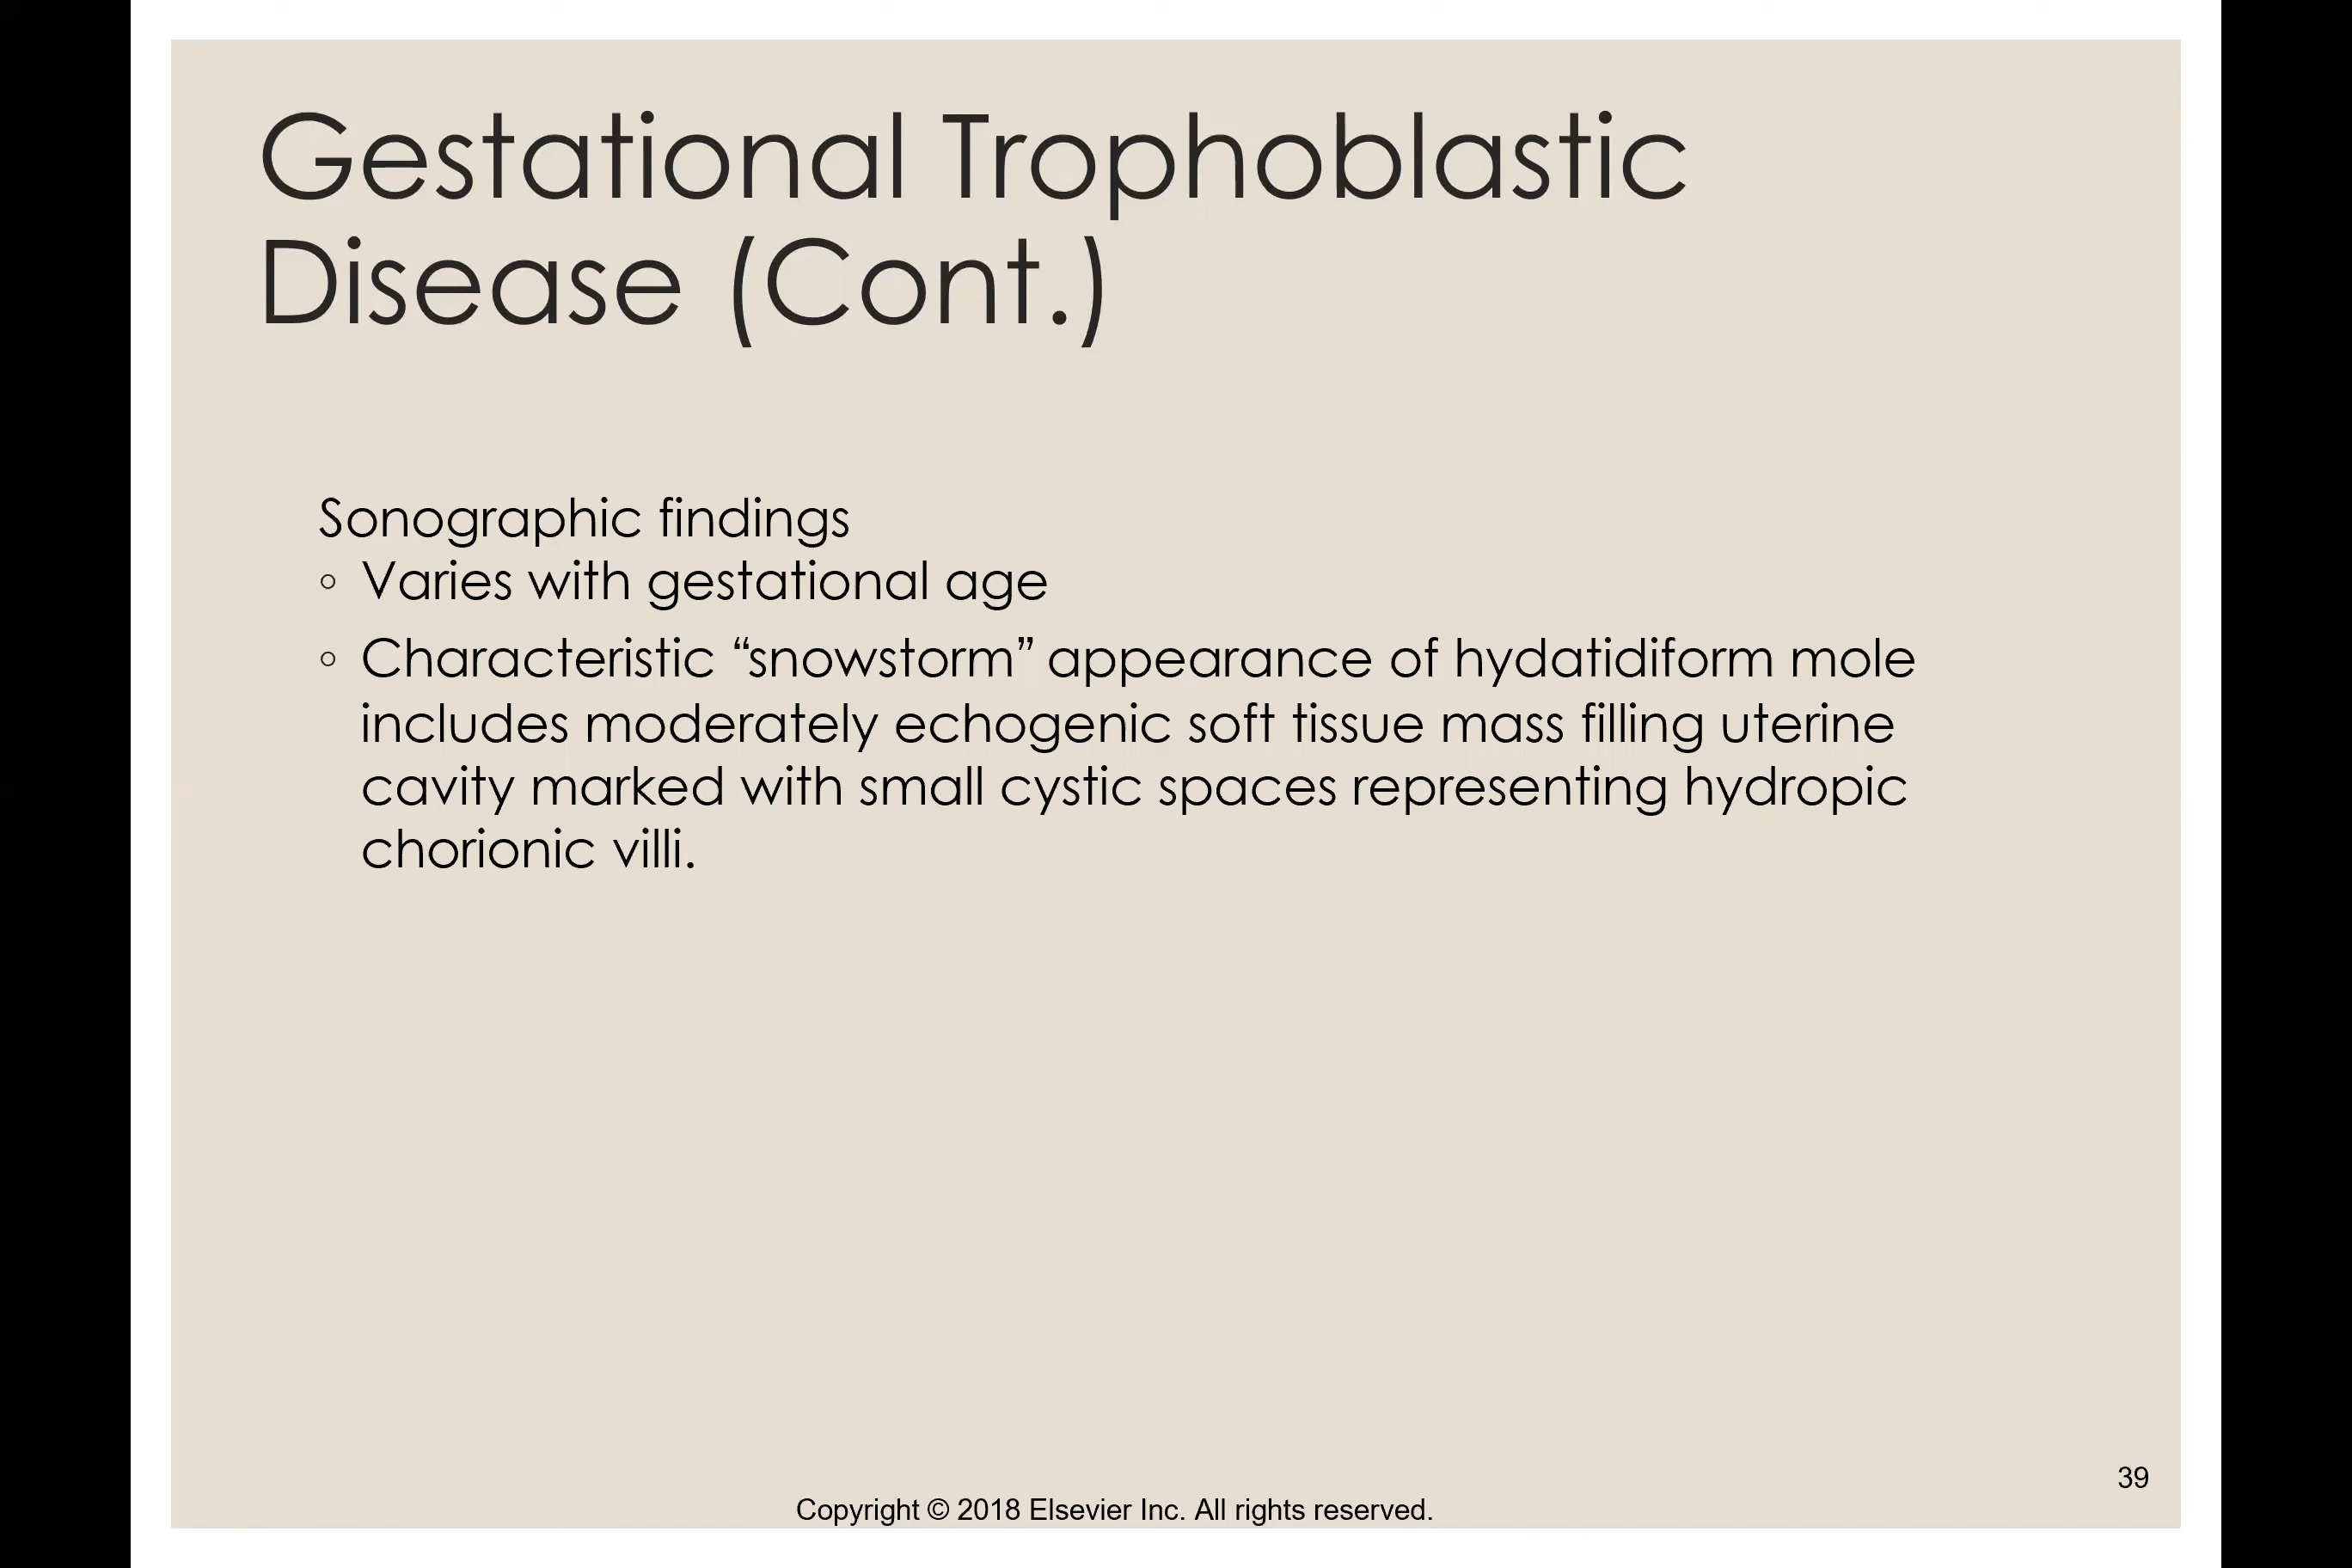 Gestational Trophoblastic
Disease (Cont.)
Sonographic findings
◦ Varies with gestational age
◦ Characteristic “snowstorm” appearance of hydatidiform mole
includes moderately echogenic soft tissue mass filling uterine
cavity marked with small cystic spaces representing hydropic
chorionic villi.
39
Copyright © 2018 Elsevier Inc. All rights reserved.